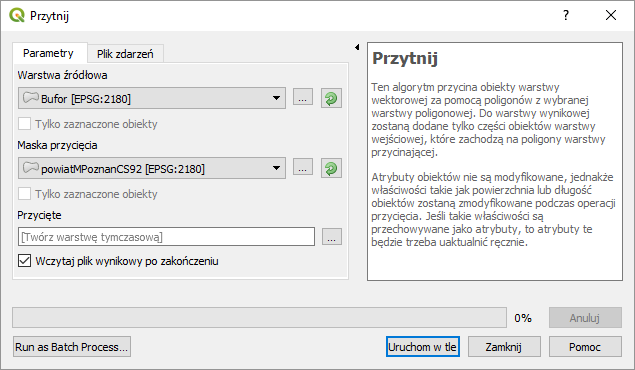 Przytnij
Parametry
Plik zdarzeń
Warstwa źródłowa
Bufor [EPSG:2180]
...
Tylko zaznaczone obiekty
Maska przycięcia
powiatMPoznanCS92 [EPSG:2180]
...
Tylko zaznaczone obiekty
Przycięte
[Twórz warstwę tymczasową]
...
Wczytaj plik wynikowy po zakończeniu
Przytnij
Ten algorytm przycina obiekty warstwy
wektorowej za pomocą poligonów z wybranej
warstwy poligonowej. Do warstwy wynikowej
zostaną dodane tylko części obiektów warstwy
wejściowej, które zachodzą na poligony warstwy
przycinającej.
Atrybuty obiektów nie są modyfikowane, jednakże
właściwości takie jak powierzchnia lub długość
obiektów zostaną zmodyfikowane podczas operacji
przycięcia. Jeśli takie właściwości są
przechowywane jako atrybuty, to atrybuty te
będzie trzeba uaktualnić ręcznie.
0%
Anuluj
Run as Batch Process...
Uruchom w tle
Zamknij
Pomoc